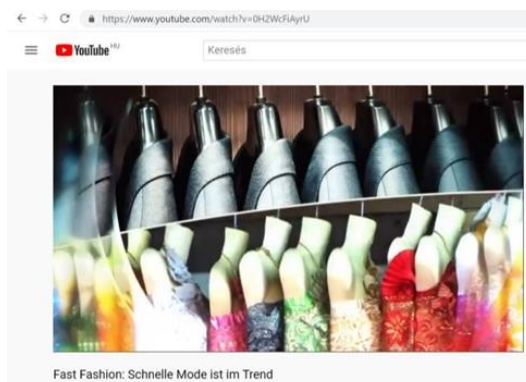 https://www.youtube.com/watch?v=0H2WcFiAyrU
YouTube HU
Keresés
Fast Fashion: Schnelle Mode ist im Trend